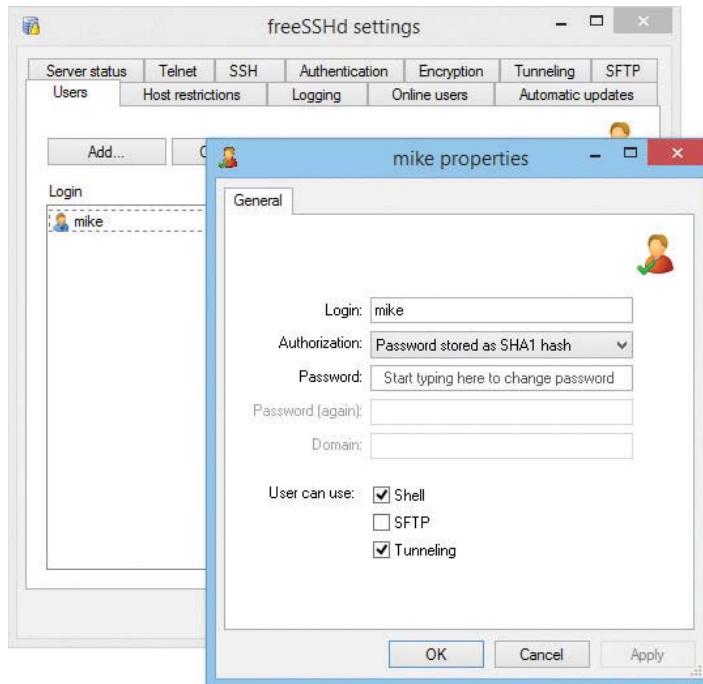 freeSSHd settings
Server status Telnet SSH Authentication Encryption Tunneling SFTP
Users Host restrictions Logging Online users Automatic updates
Add...
Login
mike
mike properties
General
Login: mike
Authorization: Password stored as SHA1 hash
Password: Start typing here to change password
Password (again):
Domain:
User can use: Shell
SFTP
Tunneling
OK Cancel Apply